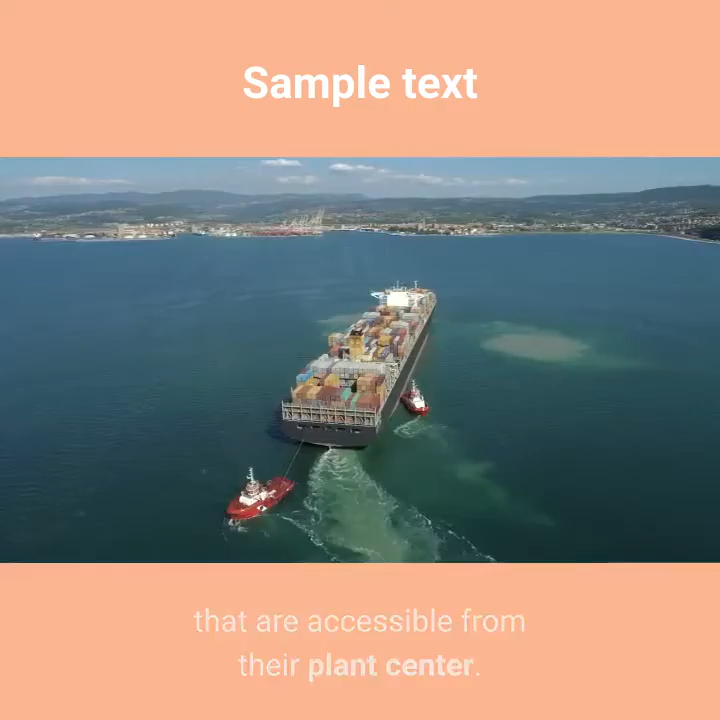 Sample text
that are accessible from
their plant center.